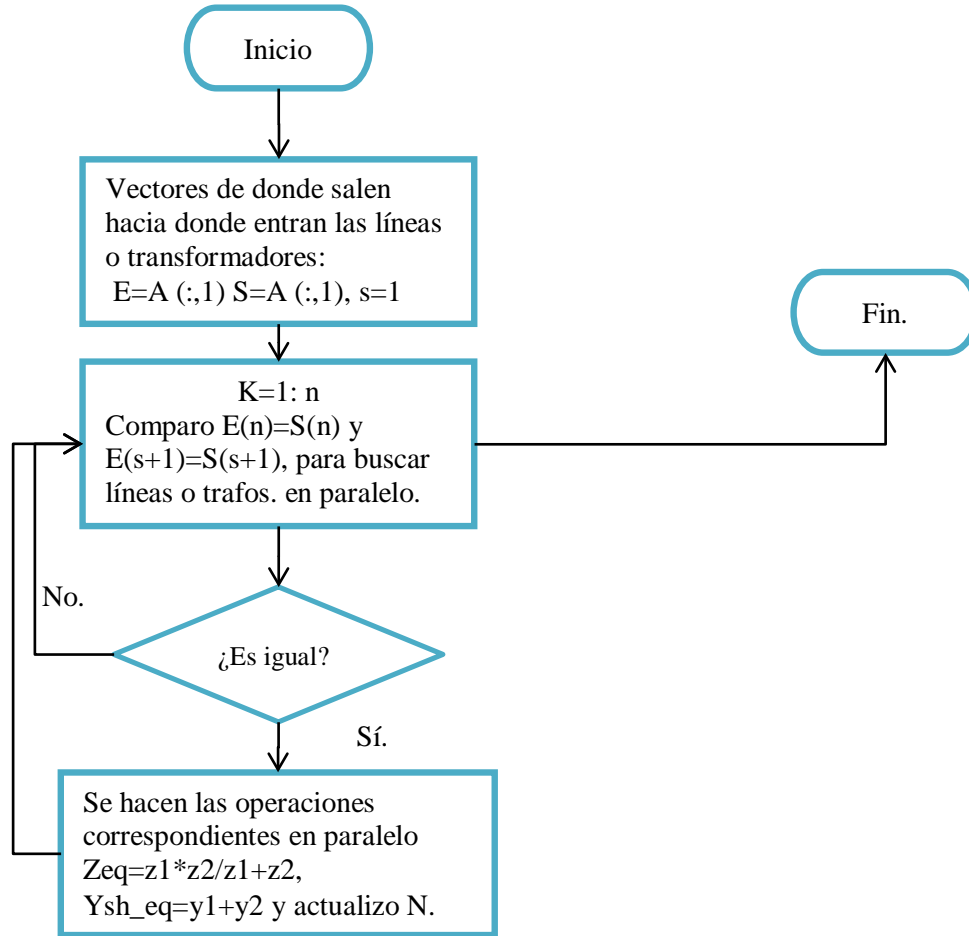 Inicio
Vectores de donde salen
hacia donde entran las líneas
o transformadores:
E=A (:,1) S=A (:,1), s=1
Fin.
K=1: n
Comparo E(n)=S(n) y
E(s+1)=S(s+1), para buscar
líneas o trafos. en paralelo.
No.
¿Es igual?
Sí.
Se hacen las operaciones
correspondientes en paralelo
Zeq=z1*z2/z1+z2,
Ysh_eq=y1+y2 y actualizo N.